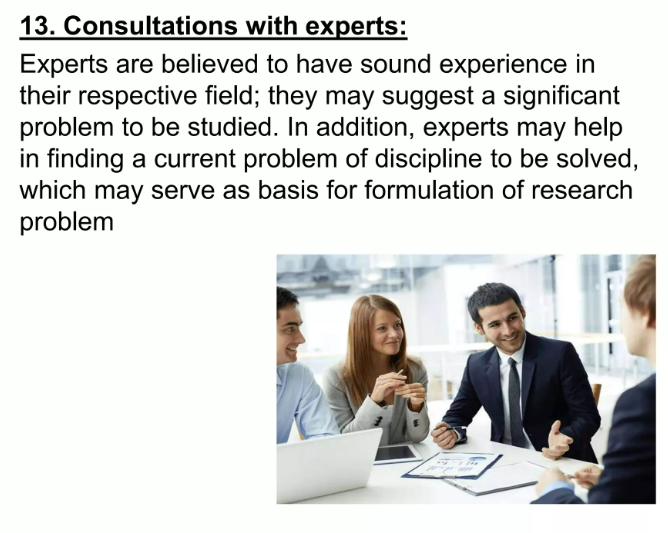 13. Consultations with experts:
Experts are believed to have sound experience in
their respective field; they may suggest a significant
problem to be studied. In addition, experts may help
in finding a current problem of discipline to be solved,
which may serve as basis for formulation of research
problem